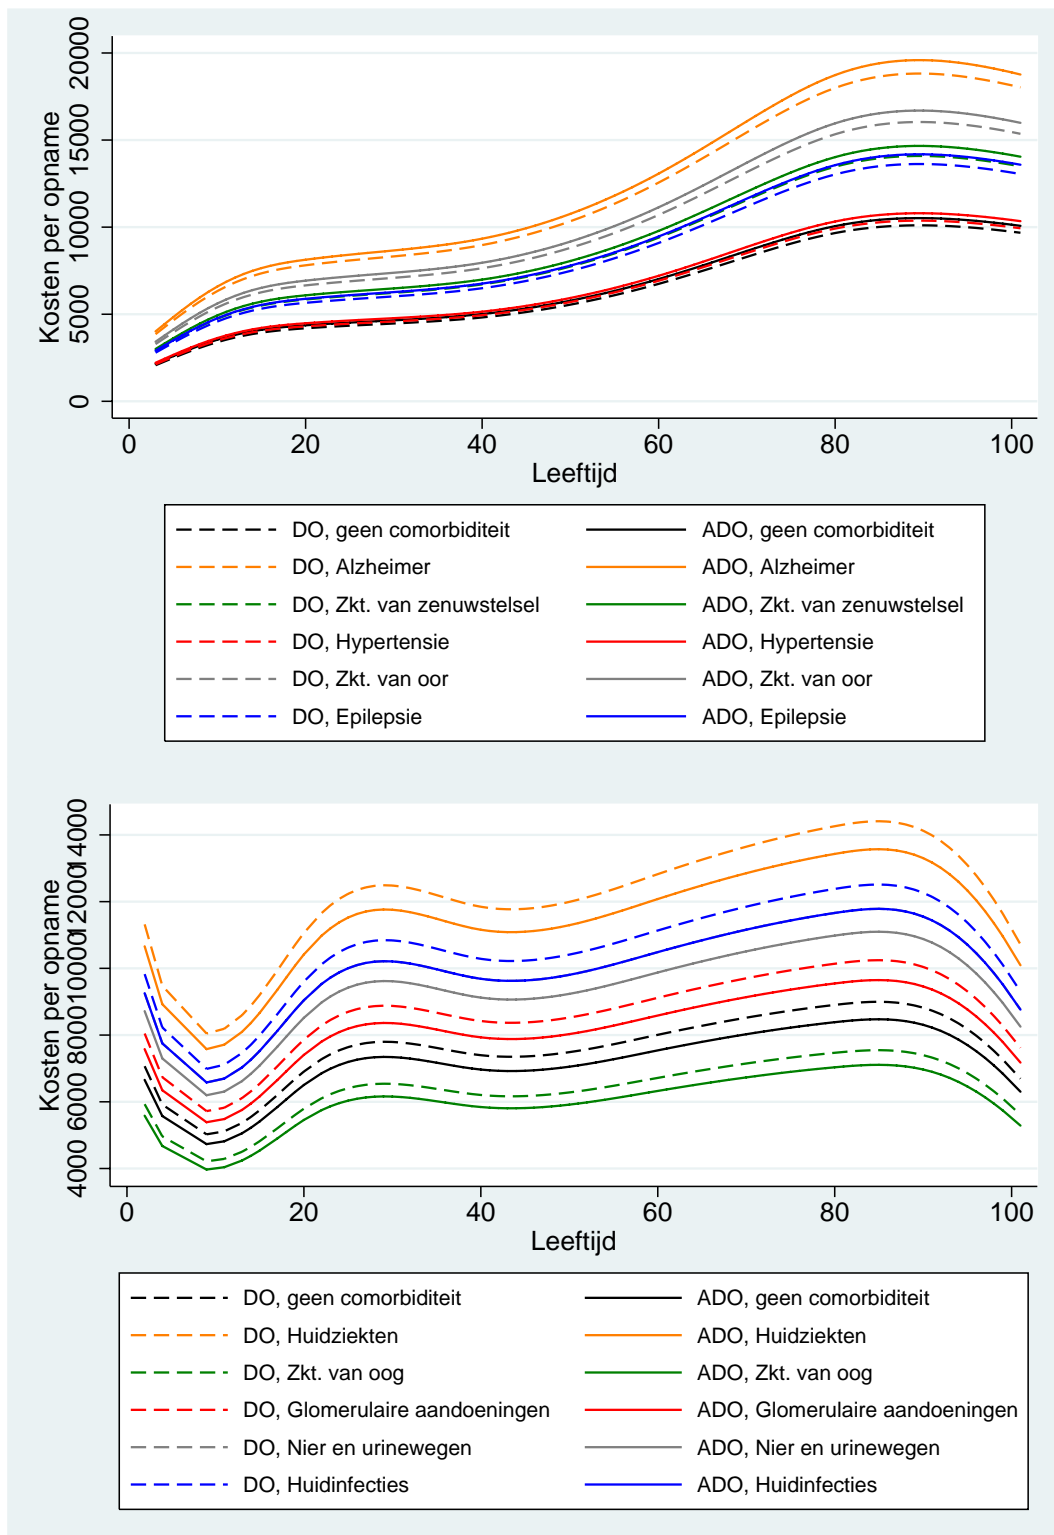 Kosten per opname
20000
15000
10000
5000
0
0 20 40 60 80 100
Leeftijd
DO, geen comorbiditeit ADO, geen comorbiditeit
DO, Alzheimer ADO, Alzheimer
DO, Zkt. van zenuwstelsel ADO, Zkt. van zenuwstelsel
DO, Hypertensie ADO, Hypertensie
DO, Zkt. van oor ADO, Zkt. van oor
DO, Epilepsie ADO, Epilepsie
Kosten per opname
14000
12000
10000
8000
6000
4000
0 20 40 60 80 100
Leeftijd
DO, geen comorbiditeit ADO, geen comorbiditeit
DO, Huidziekten ADO, Huidziekten
DO, Zkt. van oog ADO, Zkt. van oog
DO, Glomerulaire aandoeningen ADO, Glomerulaire aandoeningen
DO, Nier en urinewegen ADO, Nier en urinewegen
DO, Huidinfecties ADO, Huidinfecties